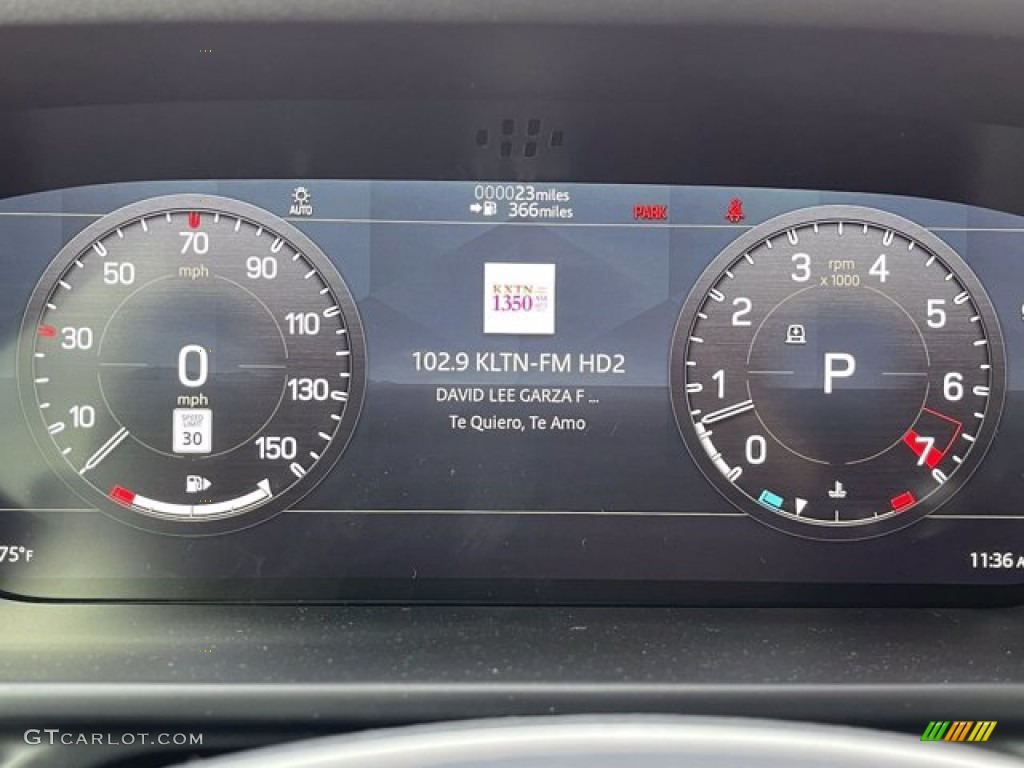 AUTO
000023miles
366miles
PARK
70
mph
50
90
30
110
0
mph
10
130
SPEED
LIMIT
30
150
KXTN
1350 AM
102.9 KLTN-FM HD2
DAVID LEE GARZA F ...
Te Quiero, Te Amo
3
rpm
x 1000
4
2
5
1
P
6
0
7
75°F
11:36 A
GTCARLOT.COM